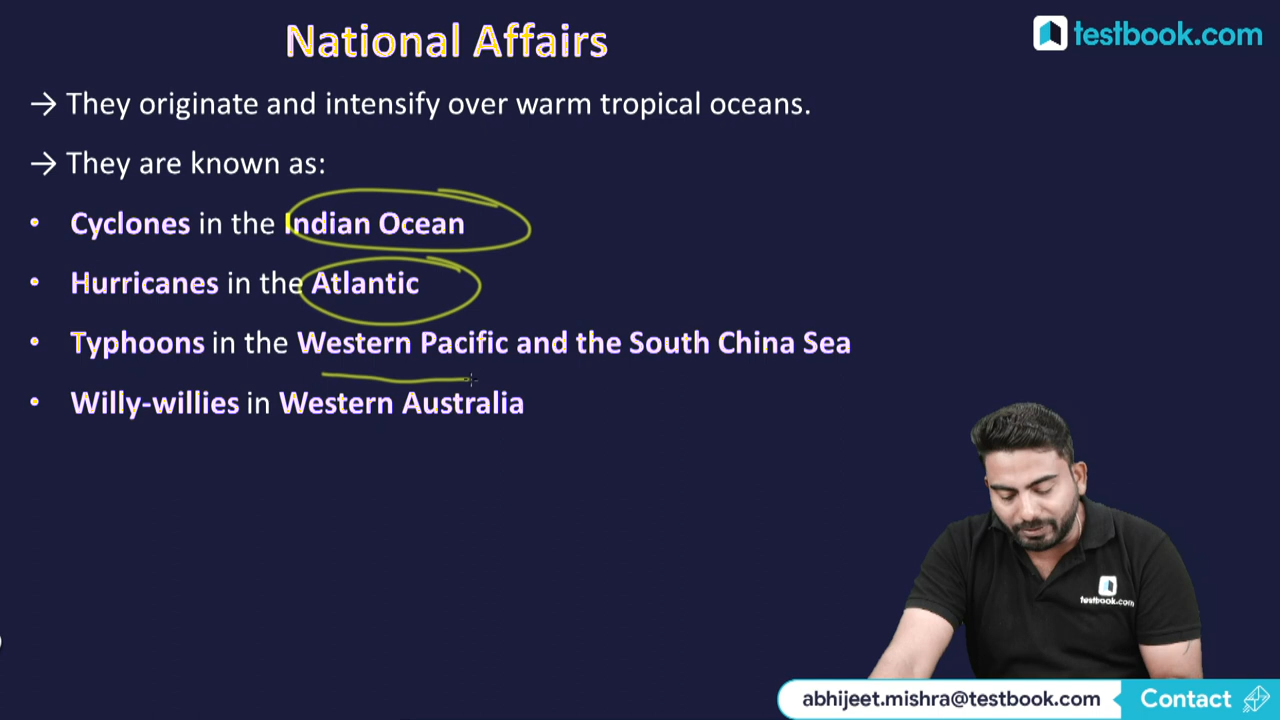 National Affairs
testbook.com
→ They originate and intensify over warm tropical oceans.
→ They are known as:
• Cyclones in the Indian Ocean
• Hurricanes in the Atlantic
• Typhoons in the Western Pacific and the South China Sea
• Willy-willies in Western Australia
testbook.com
abhijeet.mishra@testbook.com Contact